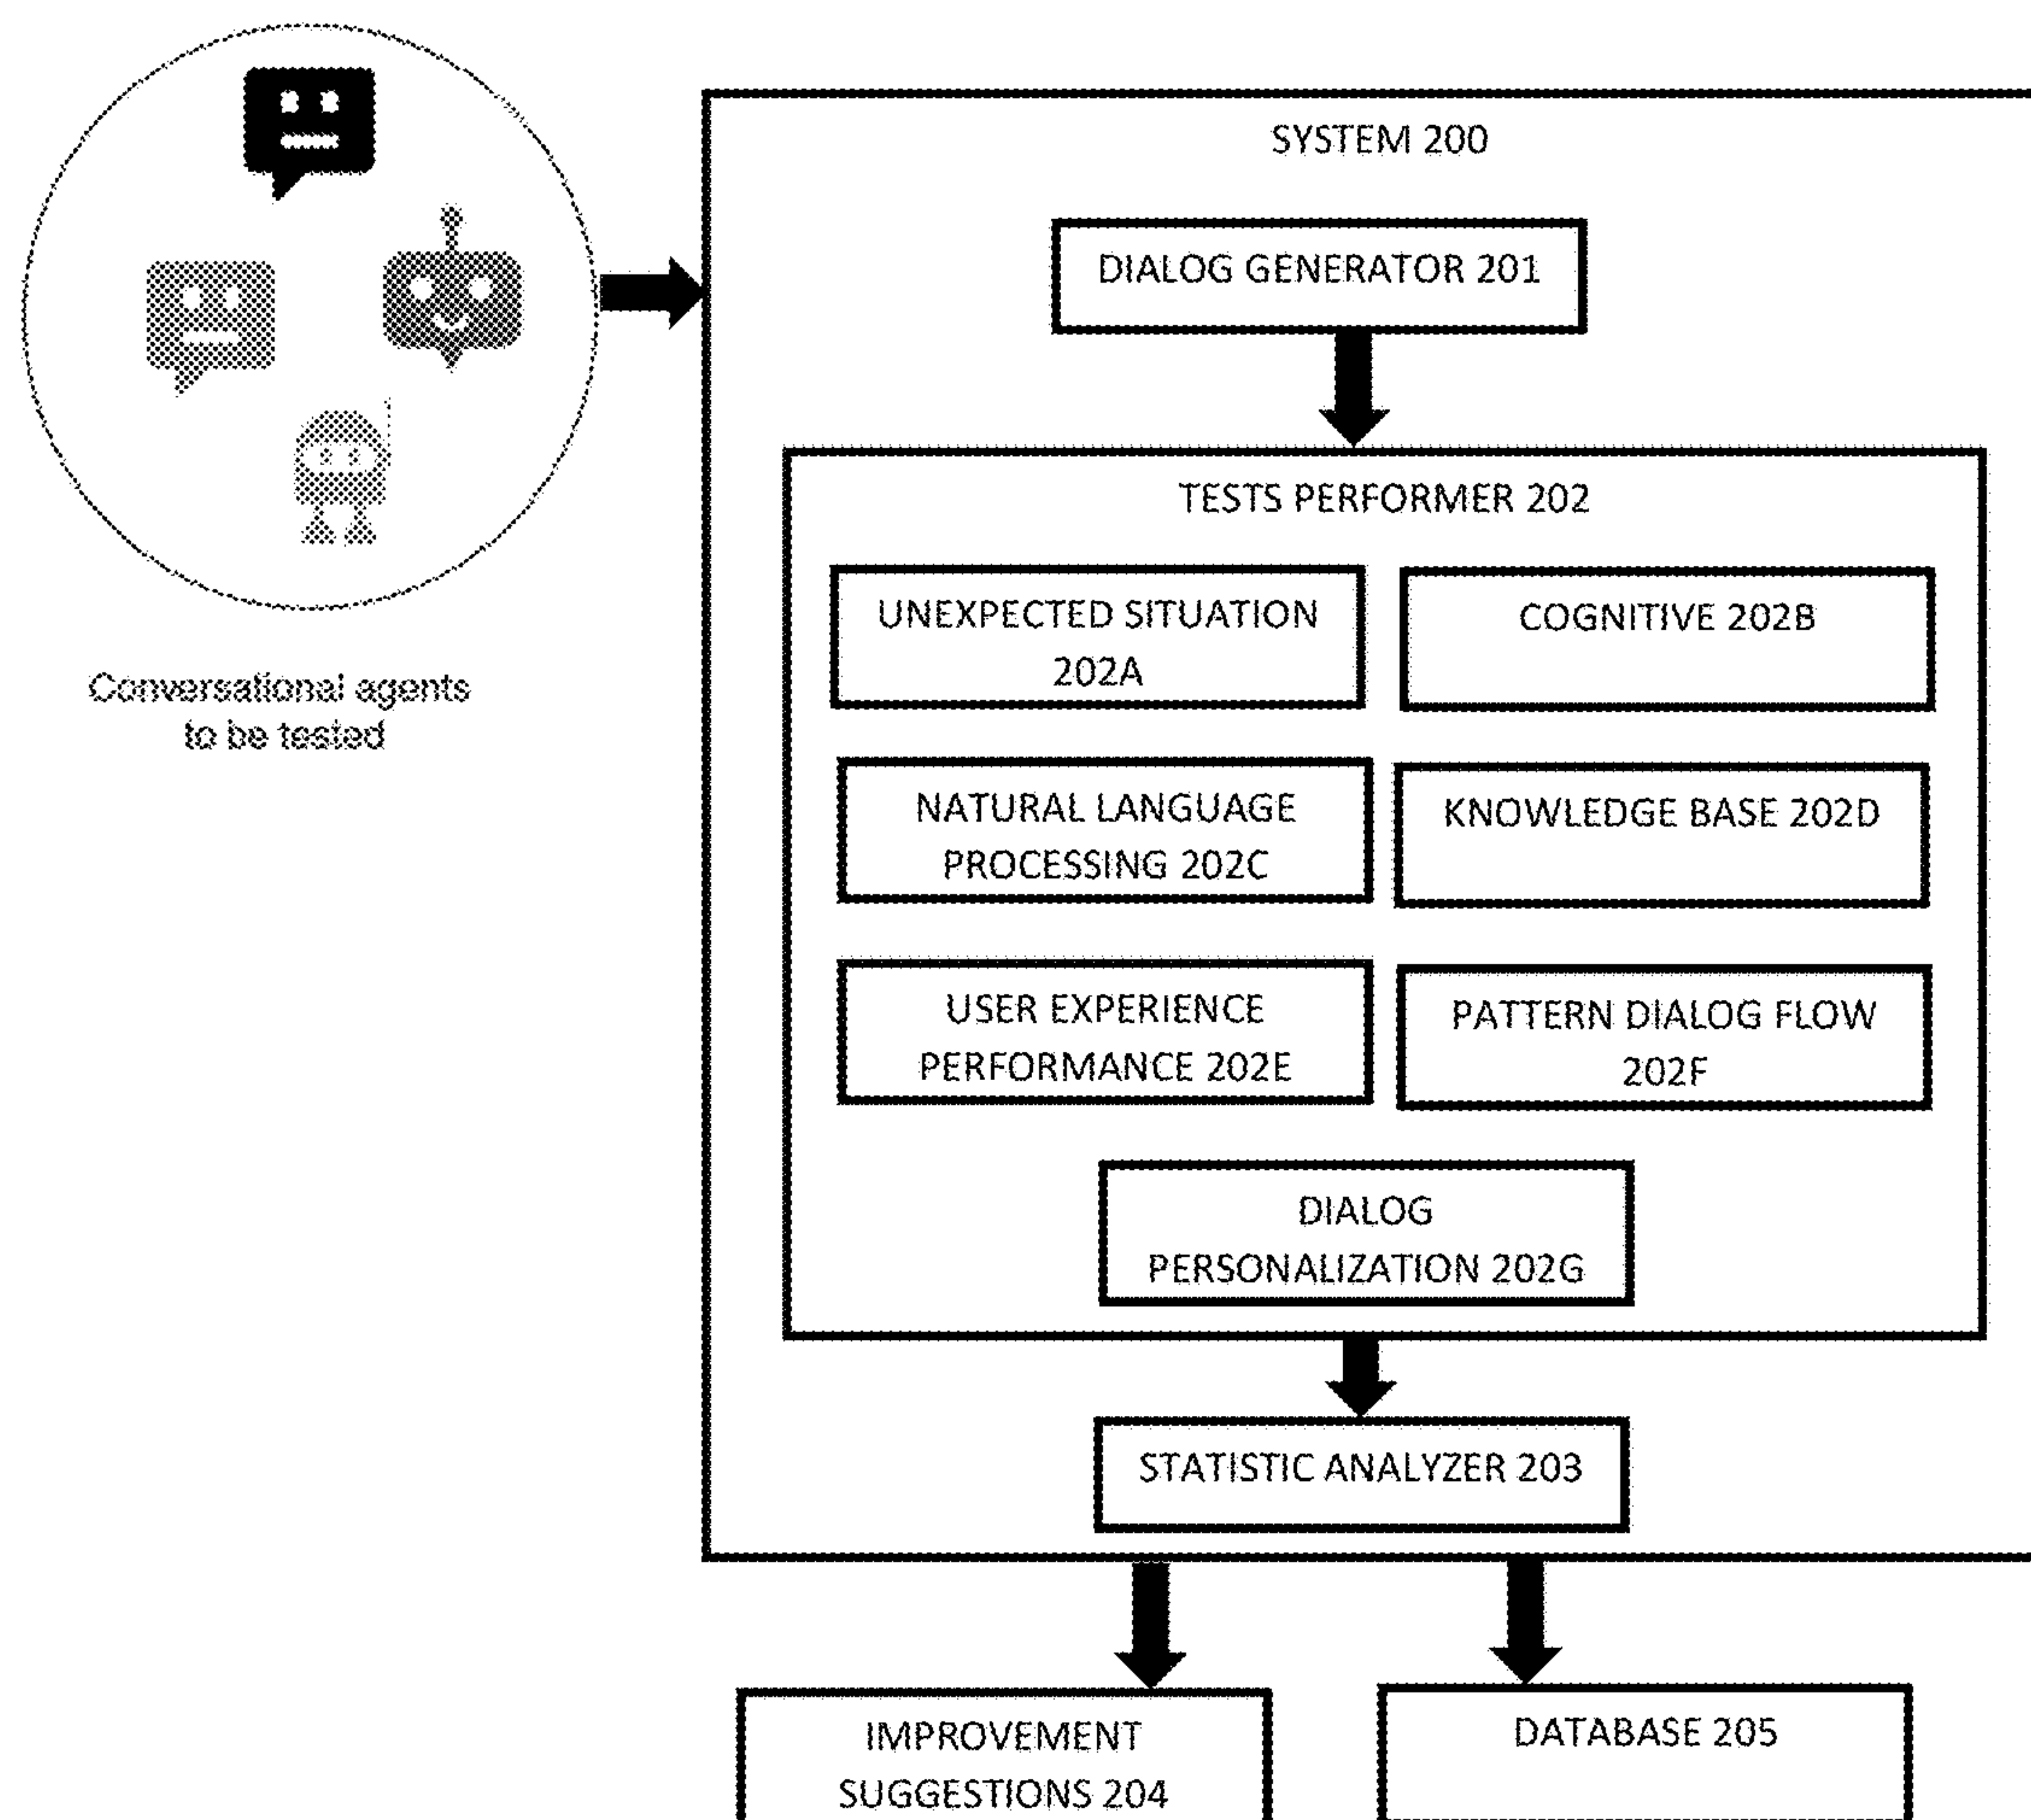 SYSTEM 200
DIALOG GENERATOR 201
Conversational agents
to be tested
TESTS PERFORMER 202
UNEXPECTED SITUATION
202A
COGNITIVE 202B
NATURAL LANGUAGE
PROCESSING 202C
KNOWLEDGE BASE 202D
USER EXPERIENCE
PERFORMANCE 202E
PATTERN DIALOG FLOW
202F
DIALOG
PERSONALIZATION 202G
STATISTIC ANALYZER 203
IMPROVEMENT
SUGGESTIONS 204
DATABASE 205